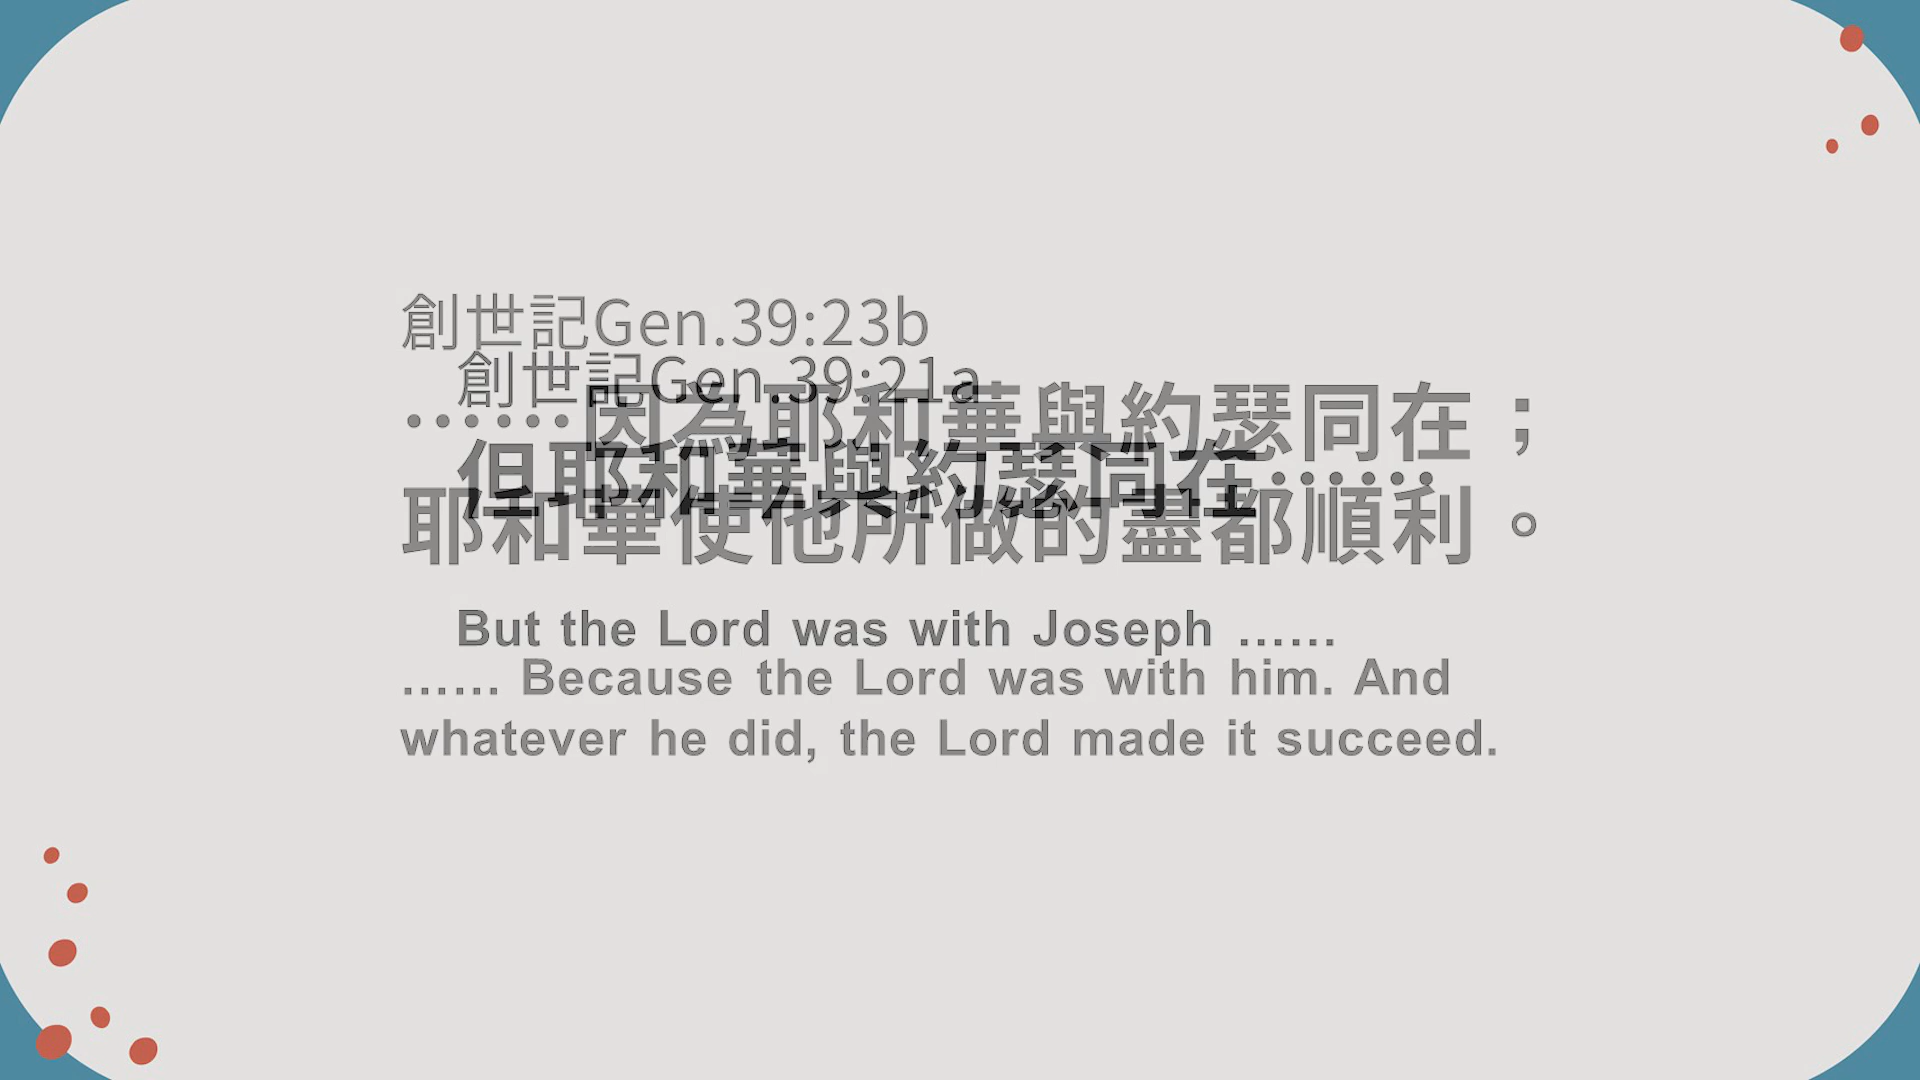 創世記Gen.39:23b
創世記Gen.39:21a
……因為耶和華與約瑟同在；
但耶和華與約瑟同在……
耶和華使他所做的盡都順利。
But the Lord was with Joseph ……
…… Because the Lord was with him. And
whatever he did, the Lord made it succeed.